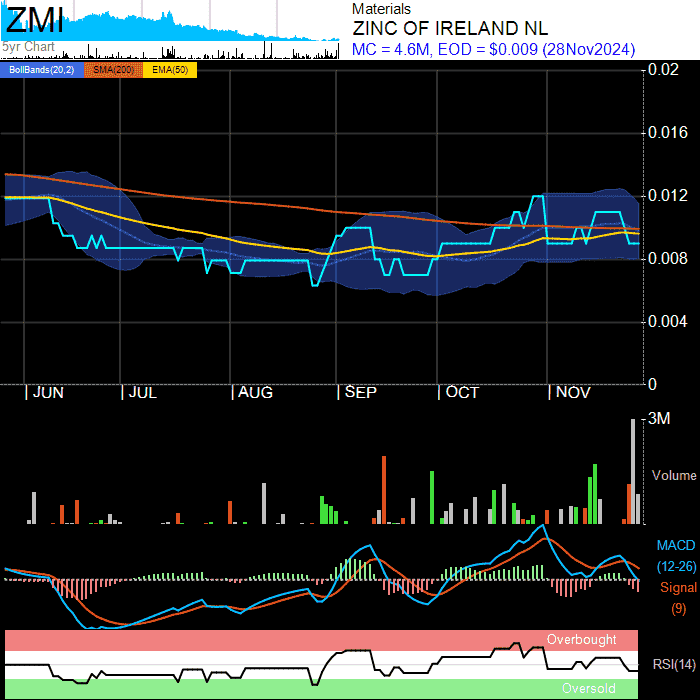 ZMI
5yr Chart
Materials
ZINC OF IRELAND NL
MC = 4.6M, EOD = $0.009 (28Nov2024)
BollBands(20,2) SMA(200) EMA(50)
0.02
0.016
0.012
0.008
0.004
0
JUN JUL AUG SEP OCT NOV
3M
Volume
MACD
(12-26)
Signal
(9)
Overbought
RSI(14)
Oversold